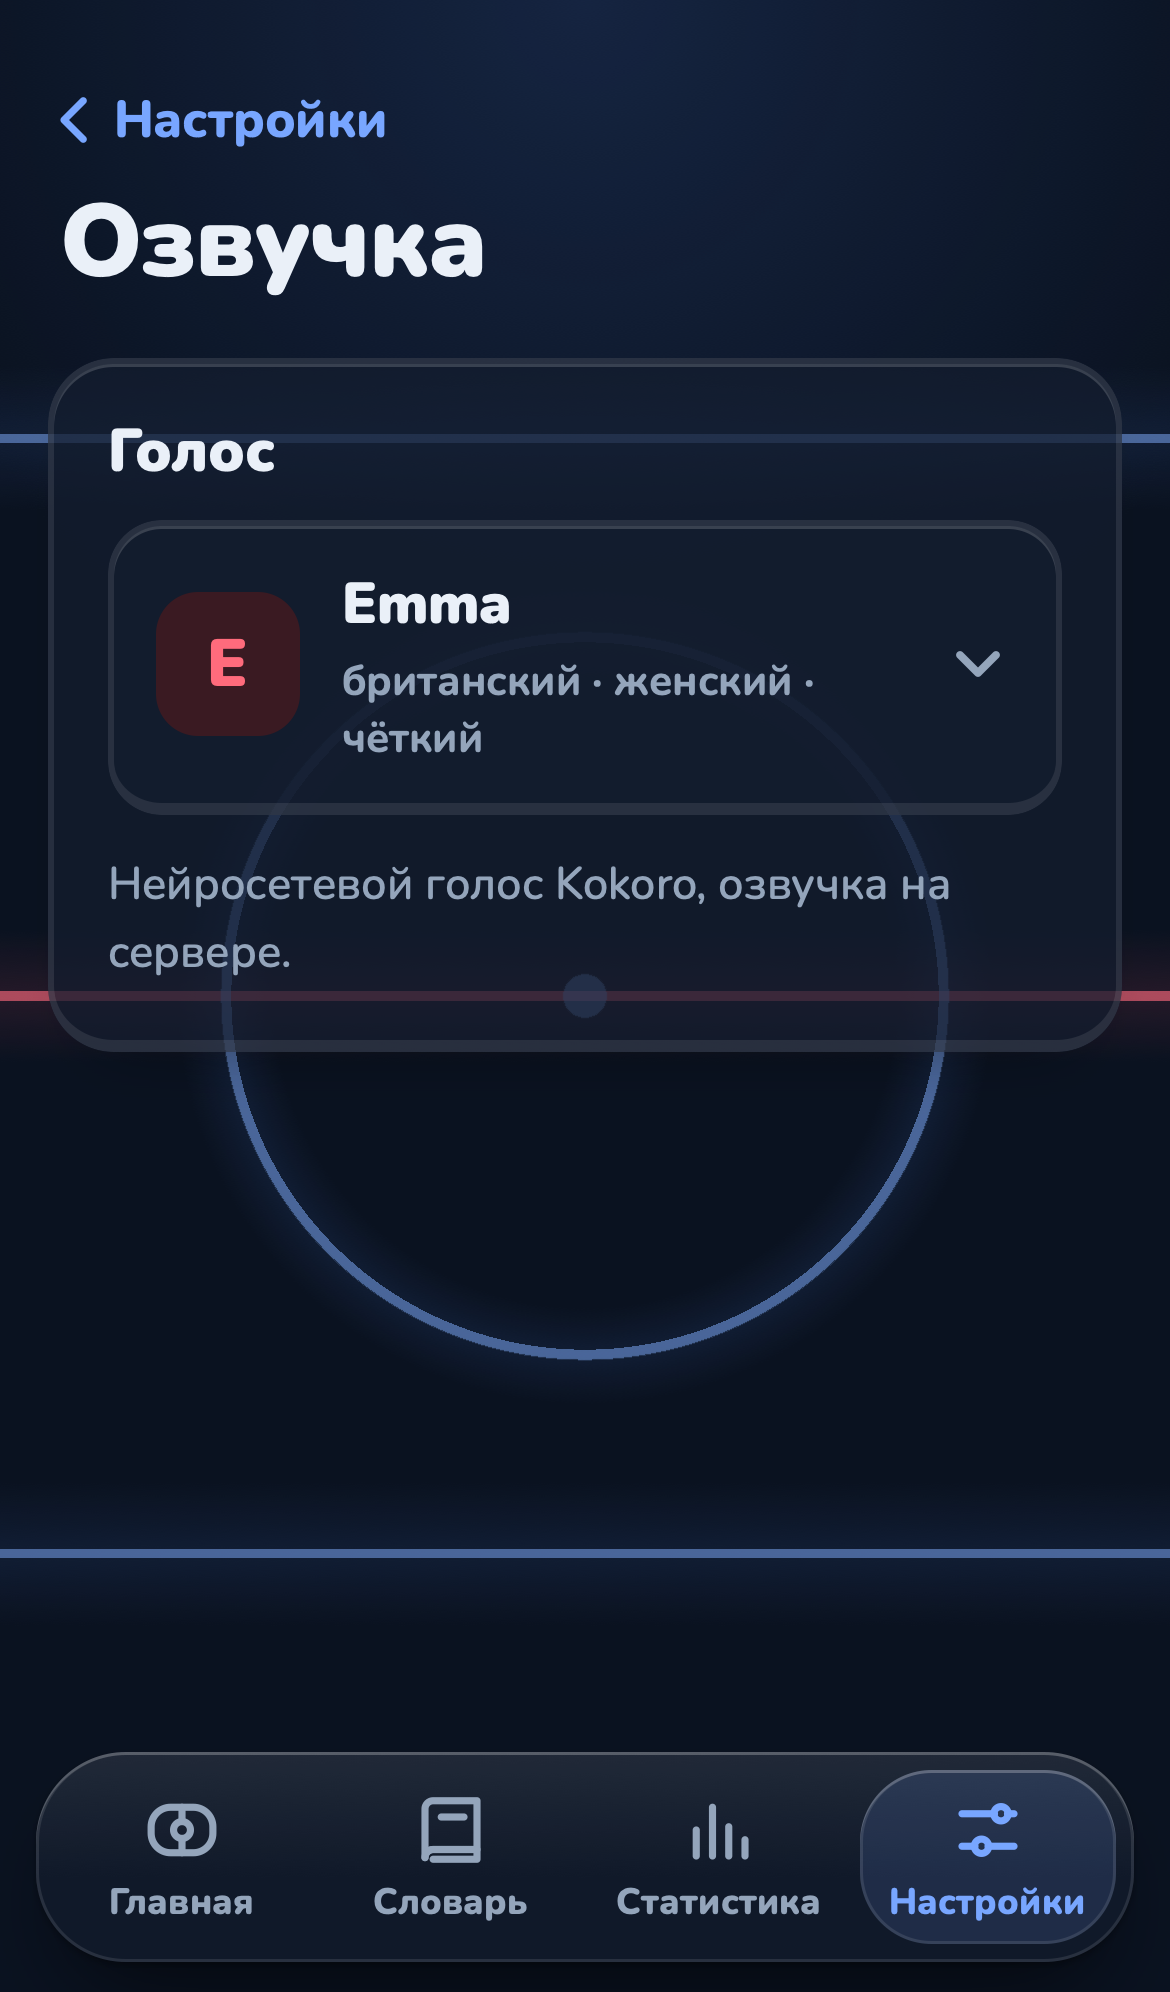 Настройки
Озвучка
Голос
E
Emma
британский · женский ·
чёткий
Нейросетевой голос Kokoro, озвучка на
сервере.
Главная
Словарь
Статистика
Настройки